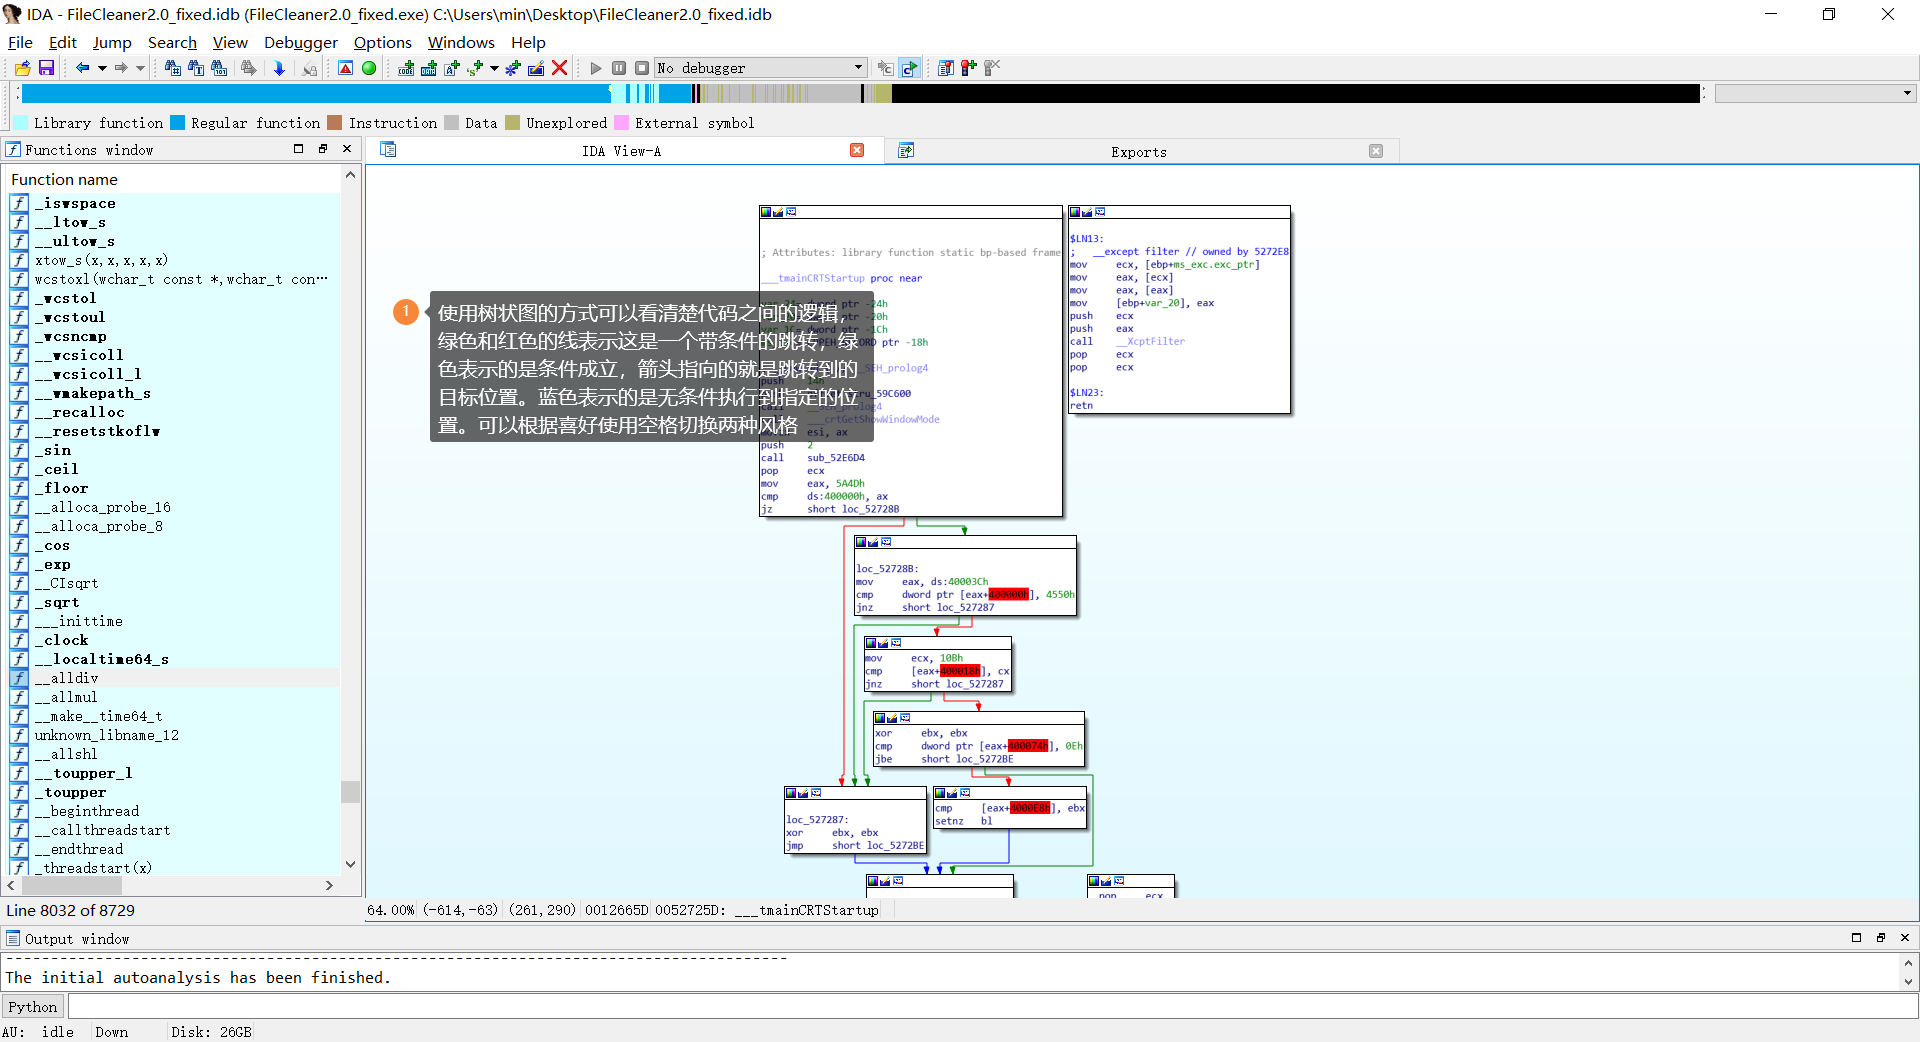 IDA - FileCleaner2.0_fixed.idb (FileCleaner2.0_fixed.exe) C:\Users\min\Desktop\FileCleaner2.0_fixed.idb
File Edit Jump Search View Debugger Options Windows Help
No debugger
Library function Regular function Instruction Data Unexplored External symbol
Functions window
IDA View-A
Exports
Function name
_iswspace
__ltow_s
__ultow_s
xtow_s(x,x,x,x,x)
wcstoxl(wchar_t const *,wchar_t con…
_wcstol
_wcstoul
_wcsncmp
__wcsicoll
__wcsicoll_l
__wmakepath_s
__recalloc
__resetstkoflw
_sin
_ceil
_floor
__alloca_probe_16
__alloca_probe_8
_cos
_exp
__CIsqrt
_sqrt
___inittime
_clock
__localtime64_s
__alldiv
__allmul
__make__time64_t
unknown_libname_12
__allshl
__toupper_l
_toupper
__beginthread
__callthreadstart
__endthread
_threadstart(x)
Line 8032 of 8729
; Attributes: library function static bp-based frame
___tmainCRTStartup proc near
dword ptr -24h
ptr -20h
ptr -1Ch
ptr -18h
1
使用树状图的方式可以看清楚代码之间的逻辑，
绿色和红色的线表示这是一个带条件的跳转，绿
色表示的是条件成立，箭头指向的就是跳转到的
目标位置。蓝色表示的是无条件执行到指定的位
置。可以根据喜好使用空格切换两种风格
push 2
call sub_52E6D4
pop ecx
mov eax, 5A4Dh
cmp ds:400000h, ax
jz short loc_52728B
$LN13:
; __except filter // owned by 5272E8
mov ecx, [ebp+ms_exc.exc_ptr]
mov eax, [ecx]
mov eax, [eax]
mov [ebp+var_20], eax
push ecx
push eax
call __XcptFilter
pop ecx
pop ecx
$LN23:
retn
loc_52728B:
mov eax, ds:40003Ch
cmp dword ptr [eax+400000h], 4550h
jnz short loc_527287
mov ecx, 10Bh
cmp [eax+400018h], cx
jnz short loc_527287
xor ebx, ebx
cmp dword ptr [eax+400074h], 0Eh
jbe short loc_5272BE
loc_527287:
xor ebx, ebx
jmp short loc_5272BE
cmp [eax+4000E8h], ebx
setnz bl
pop ecx
64.00% (-614,-63) (261,290) 0012665D 0052725D: ___tmainCRTStartup
Output window
The initial autoanalysis has been finished.
Python
AU: idle Down Disk: 26GB